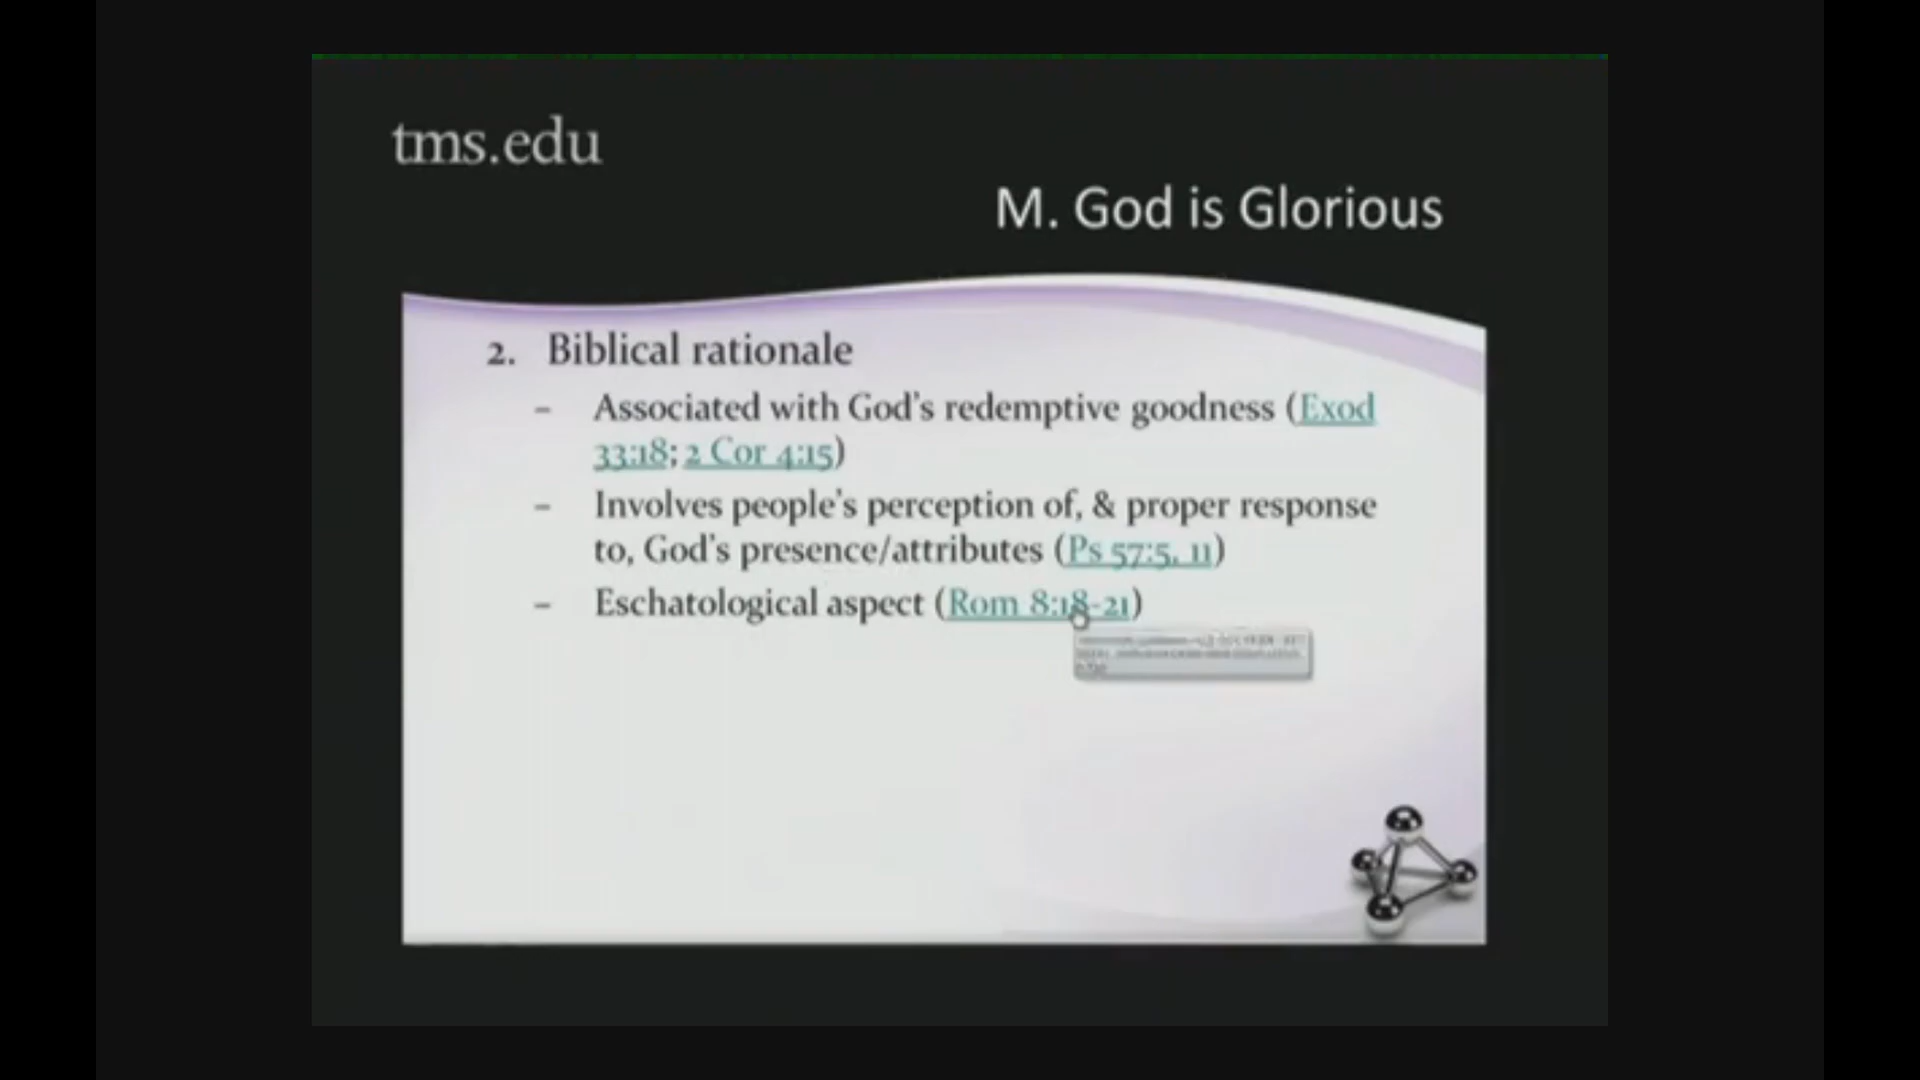 tms.edu
M. God is Glorious
2. Biblical rationale
– Associated with God's redemptive goodness (Exod
33:18; 2 Cor 4:15)
– Involves people's perception of, & proper response
to, God's presence/attributes (Ps 57:5, 11)
– Eschatological aspect (Rom 8:18-21)